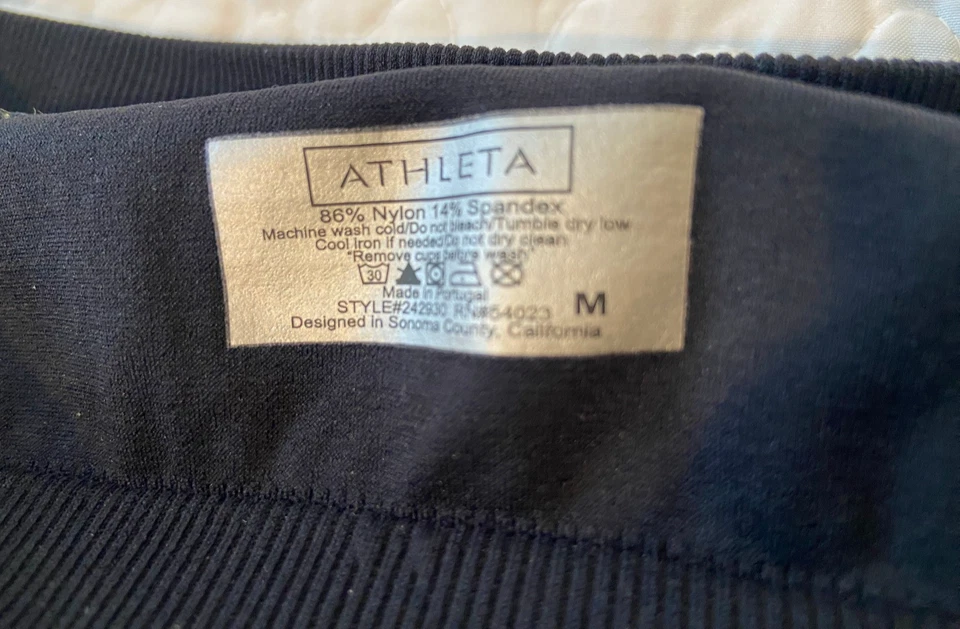 ATHLETA
86% Nylon 14% Spandex
Machine wash cold/Do not bleach/Tumble dry low
Cool Iron if needed/Do not dry clean
"Remove cups before wash"
30
Made in Portugal
STYLE#242930 RN#54023 M
Designed in Sonoma County, California